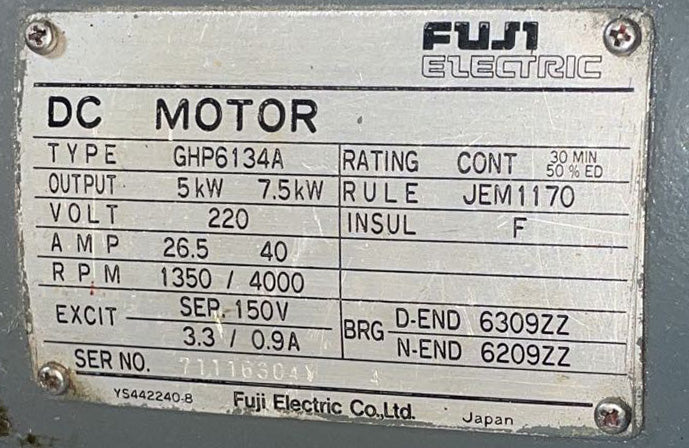 FUJI
ELECTRIC
DC MOTOR
TYPE GHP6134A RATING CONT 30 MIN 50 % ED
OUTPUT 5kW 7.5kW RULE JEM1170
VOLT 220 INSUL F
AMP 26.5 40
RPM 1350 / 4000
EXCIT SEP. 150V
3.3 / 0.9A
BRG D-END 6309ZZ
N-END 6209ZZ
SER NO.
YS442240-8 Fuji Electric Co.,Ltd. Japan